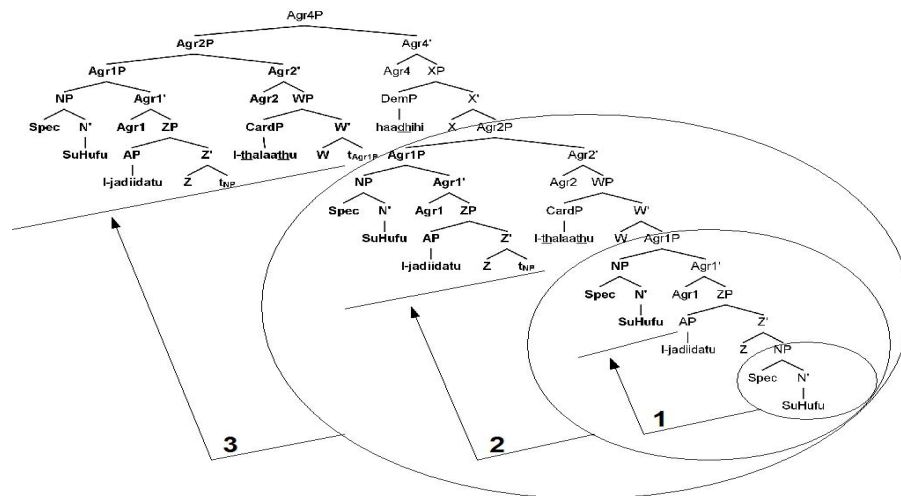 Agr4P
Agr2P Agr4'
Agr1P Agr2' Agr4 XP
NP Agr1' Agr2 WP DemP X'
Spec N' Agr1 ZP CardP W' haadhihi X Agr2P
SuHufu AP Z' l-thalaathu W tAgr1P Agr1P Agr2'
l-jadiidatu Z tNP NP Agr1' Agr2 WP
Spec N' Agr1 ZP CardP W'
SuHufu AP Z' l-thalaathu W Agr1P
l-jadiidatu Z tNP NP Agr1'
Spec N' Agr1 ZP
SuHufu AP Z'
l-jadiidatu Z NP
Spec N'
SuHufu
1
2
3